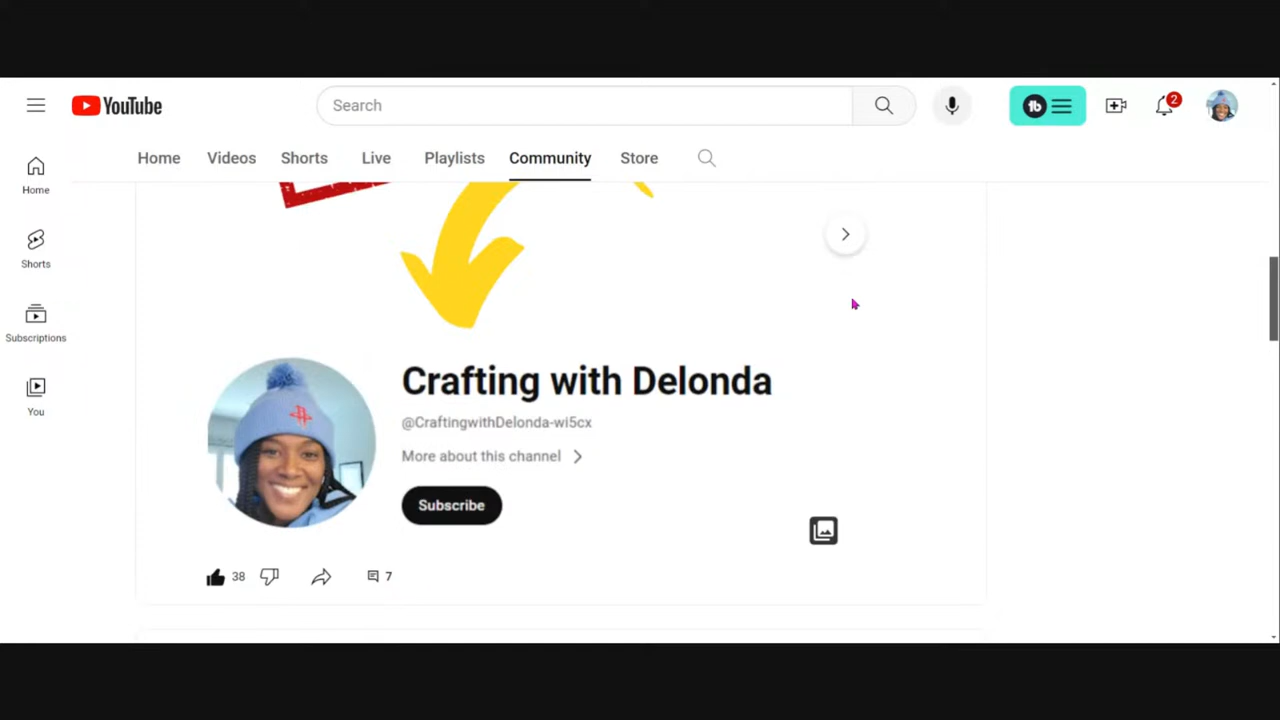 YouTube
Search
2
Home Videos Shorts Live Playlists Community Store
Home
Shorts
Subscriptions
You
Crafting with Delonda
@CraftingwithDelonda-wi5cx
More about this channel
Subscribe
38
7